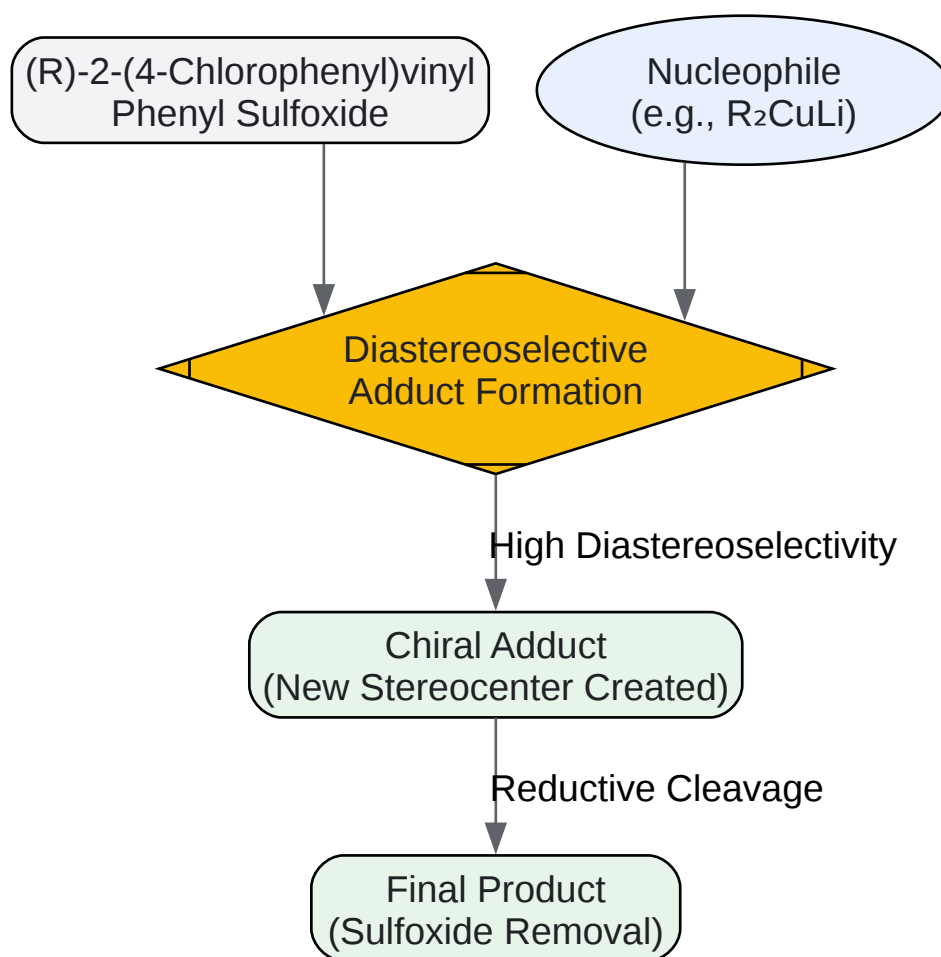 (R)-2-(4-Chlorophenyl)vinyl
Phenyl Sulfoxide
Nucleophile
(e.g., R₂CuLi)
Diastereoselective
Adduct Formation
High Diastereoselectivity
Chiral Adduct
(New Stereocenter Created)
Reductive Cleavage
Final Product
(Sulfoxide Removal)